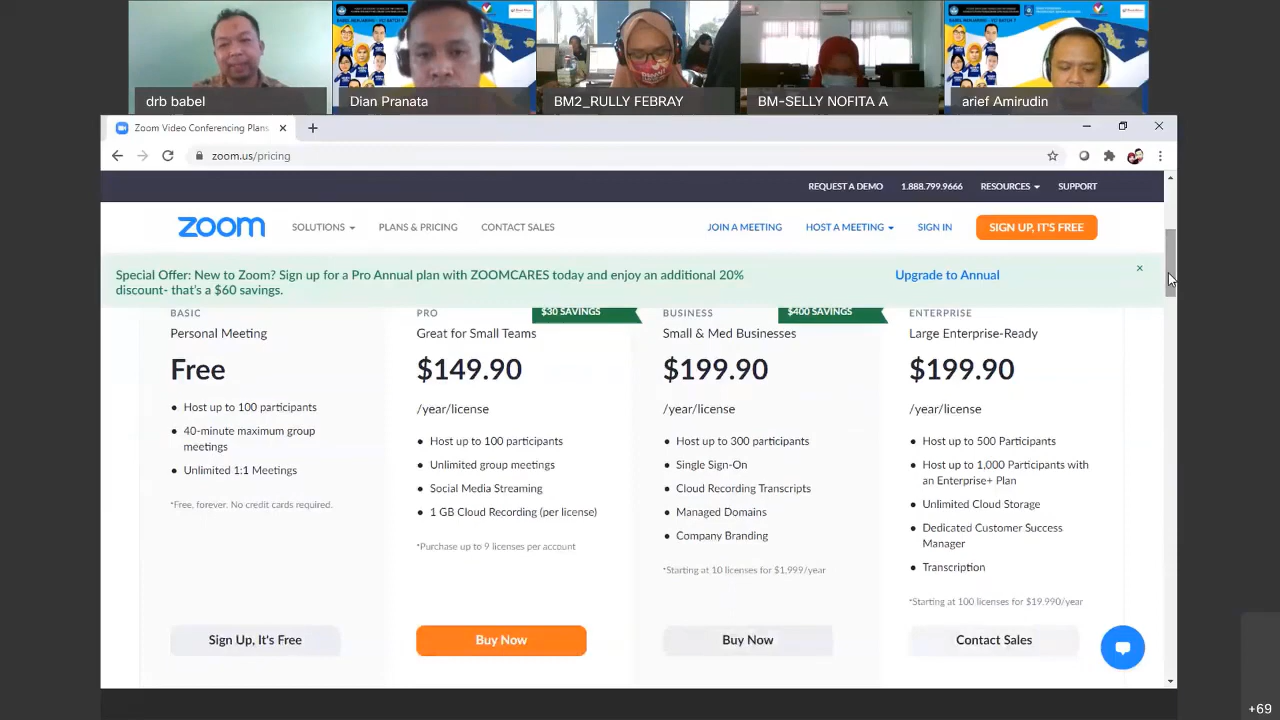 drb babel
Dian Pranata
BM2_RULLY FEBRAY
BM-SELLY NOFITA A
arief Amirudin
Zoom Video Conferencing Plans
zoom.us/pricing
REQUEST A DEMO 1.888.799.9666 RESOURCES SUPPORT
zoom SOLUTIONS PLANS & PRICING CONTACT SALES JOIN A MEETING HOST A MEETING SIGN IN SIGN UP, IT'S FREE
Special Offer: New to Zoom? Sign up for a Pro Annual plan with ZOOMCARES today and enjoy an additional 20%
discount- that's a $60 savings.
Upgrade to Annual
BASIC
Personal Meeting
Free
• Host up to 100 participants
• 40-minute maximum group
meetings
• Unlimited 1:1 Meetings
*Free, forever. No credit cards required.
Sign Up, It's Free
$30 SAVINGS
PRO
Great for Small Teams
$149.90
/year/license
• Host up to 100 participants
• Unlimited group meetings
• Social Media Streaming
• 1 GB Cloud Recording (per license)
*Purchase up to 9 licenses per account
Buy Now
$400 SAVINGS
BUSINESS
Small & Med Businesses
$199.90
/year/license
• Host up to 300 participants
• Single Sign-On
• Cloud Recording Transcripts
• Managed Domains
• Company Branding
*Starting at 10 licenses for $1,999/year
Buy Now
ENTERPRISE
Large Enterprise-Ready
$199.90
/year/license
• Host up to 500 Participants
• Host up to 1,000 Participants with
an Enterprise+ Plan
• Unlimited Cloud Storage
• Dedicated Customer Success
Manager
• Transcription
*Starting at 100 licenses for $19,990/year
Contact Sales
+69